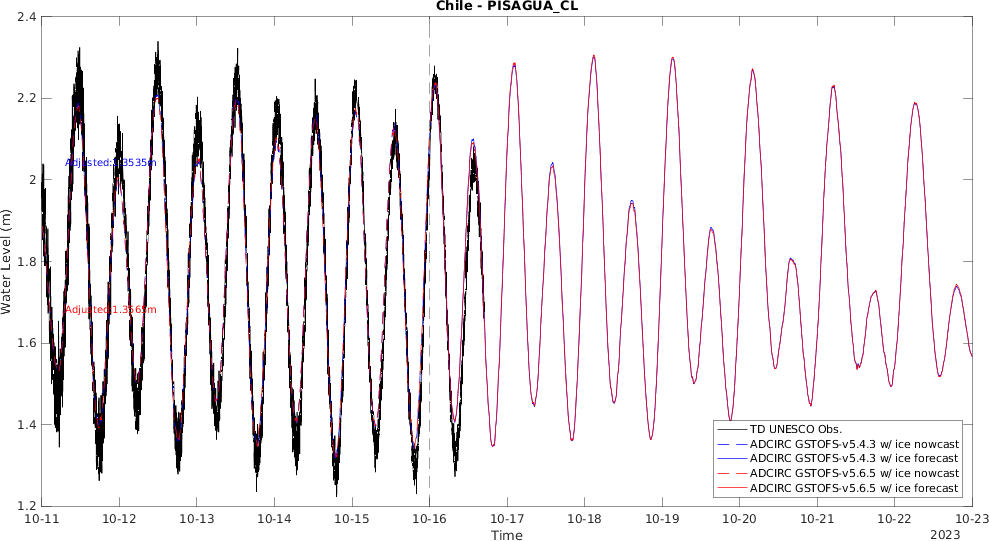 Chile - PISAGUA_CL
2.4
2.2
2
1.8
1.6
1.4
1.2
Water Level (m)
Adjusted:1.3535m
Adjusted:1.3565m
TD UNESCO Obs.
ADCIRC GSTOFS-v5.4.3 w/ ice nowcast
ADCIRC GSTOFS-v5.4.3 w/ ice forecast
ADCIRC GSTOFS-v5.6.5 w/ ice nowcast
ADCIRC GSTOFS-v5.6.5 w/ ice forecast
10-11 10-12 10-13 10-14 10-15 10-16 10-17 10-18 10-19 10-20 10-21 10-22 10-23
Time
2023